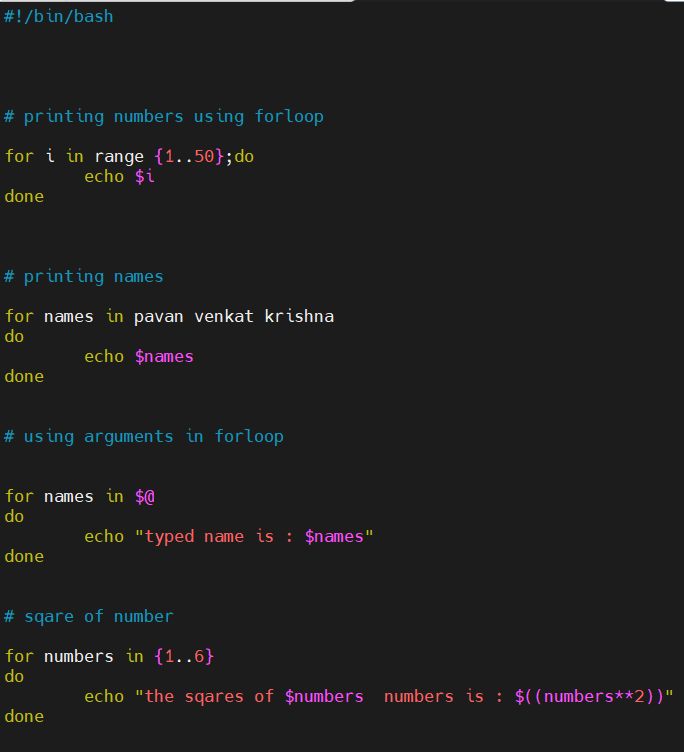 #!/bin/bash
# printing numbers using forloop
for i in range {1..50};do
echo $i
done
# printing names
for names in pavan venkat krishna
do
echo $names
done
# using arguments in forloop
for names in $@
do
echo "typed name is : $names"
done
# sqare of number
for numbers in {1..6}
do
echo "the sqares of $numbers  numbers is : $((numbers**2))"
done